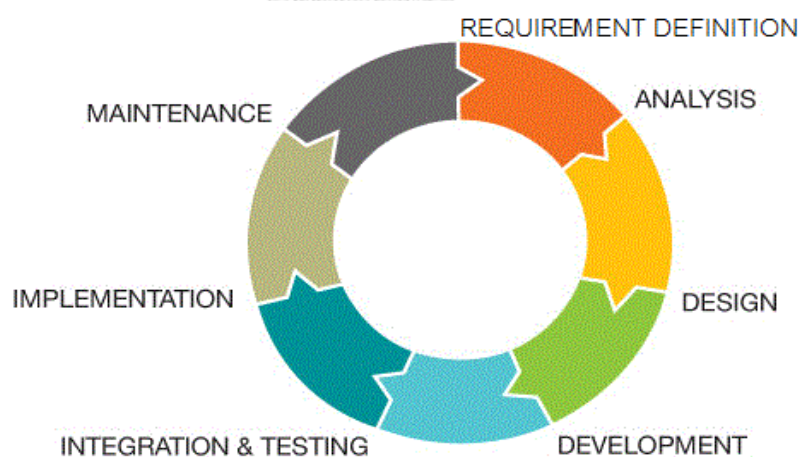 REQUIREMENT DEFINITION
ANALYSIS
DESIGN
DEVELOPMENT
INTEGRATION & TESTING
IMPLEMENTATION
MAINTENANCE